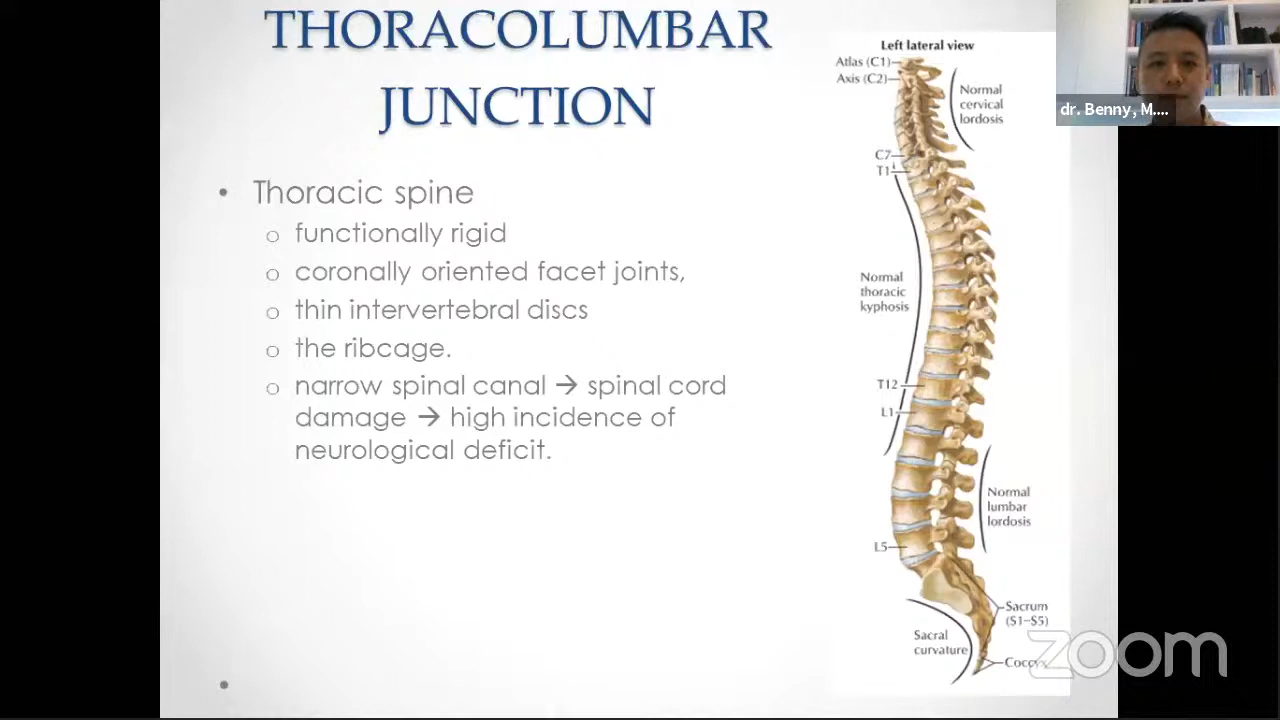 THORACOLUMBAR
JUNCTION
• Thoracic spine
o functionally rigid
o coronally oriented facet joints,
o thin intervertebral discs
o the ribcage.
o narrow spinal canal → spinal cord
damage → high incidence of
neurological deficit.
•
Left lateral view
Atlas (C1)
Axis (C2)
Normal
cervical
lordosis
C7
T1
Normal
thoracic
kyphosis
T12
L1
Normal
lumbar
lordosis
L5
Sacrum
(S1–S5)
Sacral
curvature
Coccyx
dr. Benny, M....
zoom